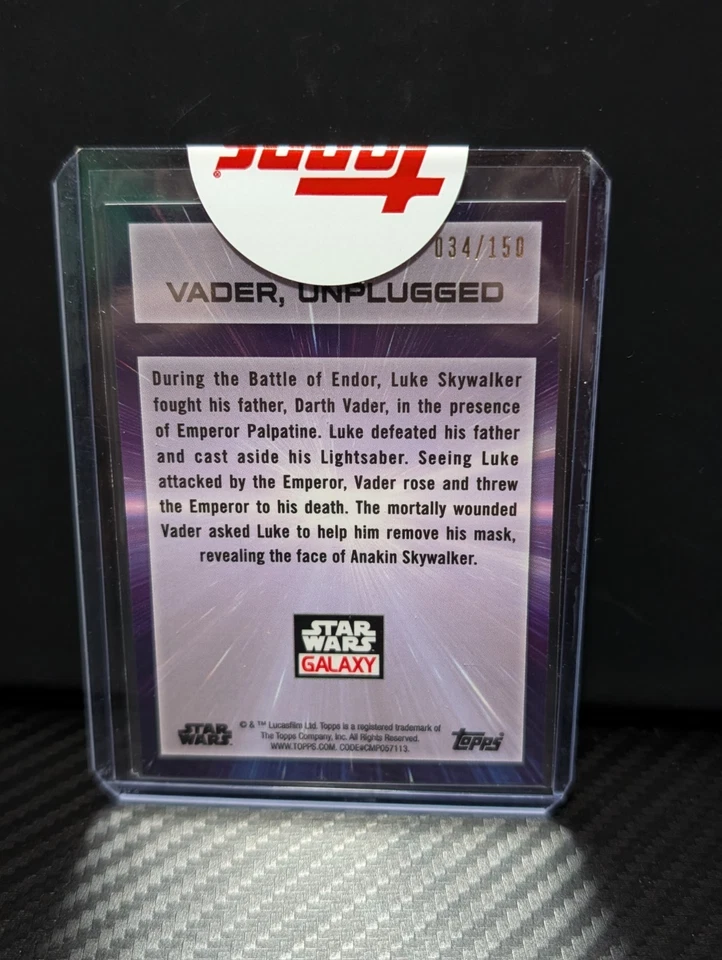 Topps®
034/150
VADER, UNPLUGGED
During the Battle of Endor, Luke Skywalker
fought his father, Darth Vader, in the presence
of Emperor Palpatine. Luke defeated his father
and cast aside his Lightsaber. Seeing Luke
attacked by the Emperor, Vader rose and threw
the Emperor to his death. The mortally wounded
Vader asked Luke to help him remove his mask,
revealing the face of Anakin Skywalker.
STAR
WARS
GALAXY
STAR
WARS
© & ™ Lucasfilm Ltd. Topps is a registered trademark of
The Topps Company, Inc. All Rights Reserved.
WWW.TOPPS.COM. CODE#CMP057113.
topps